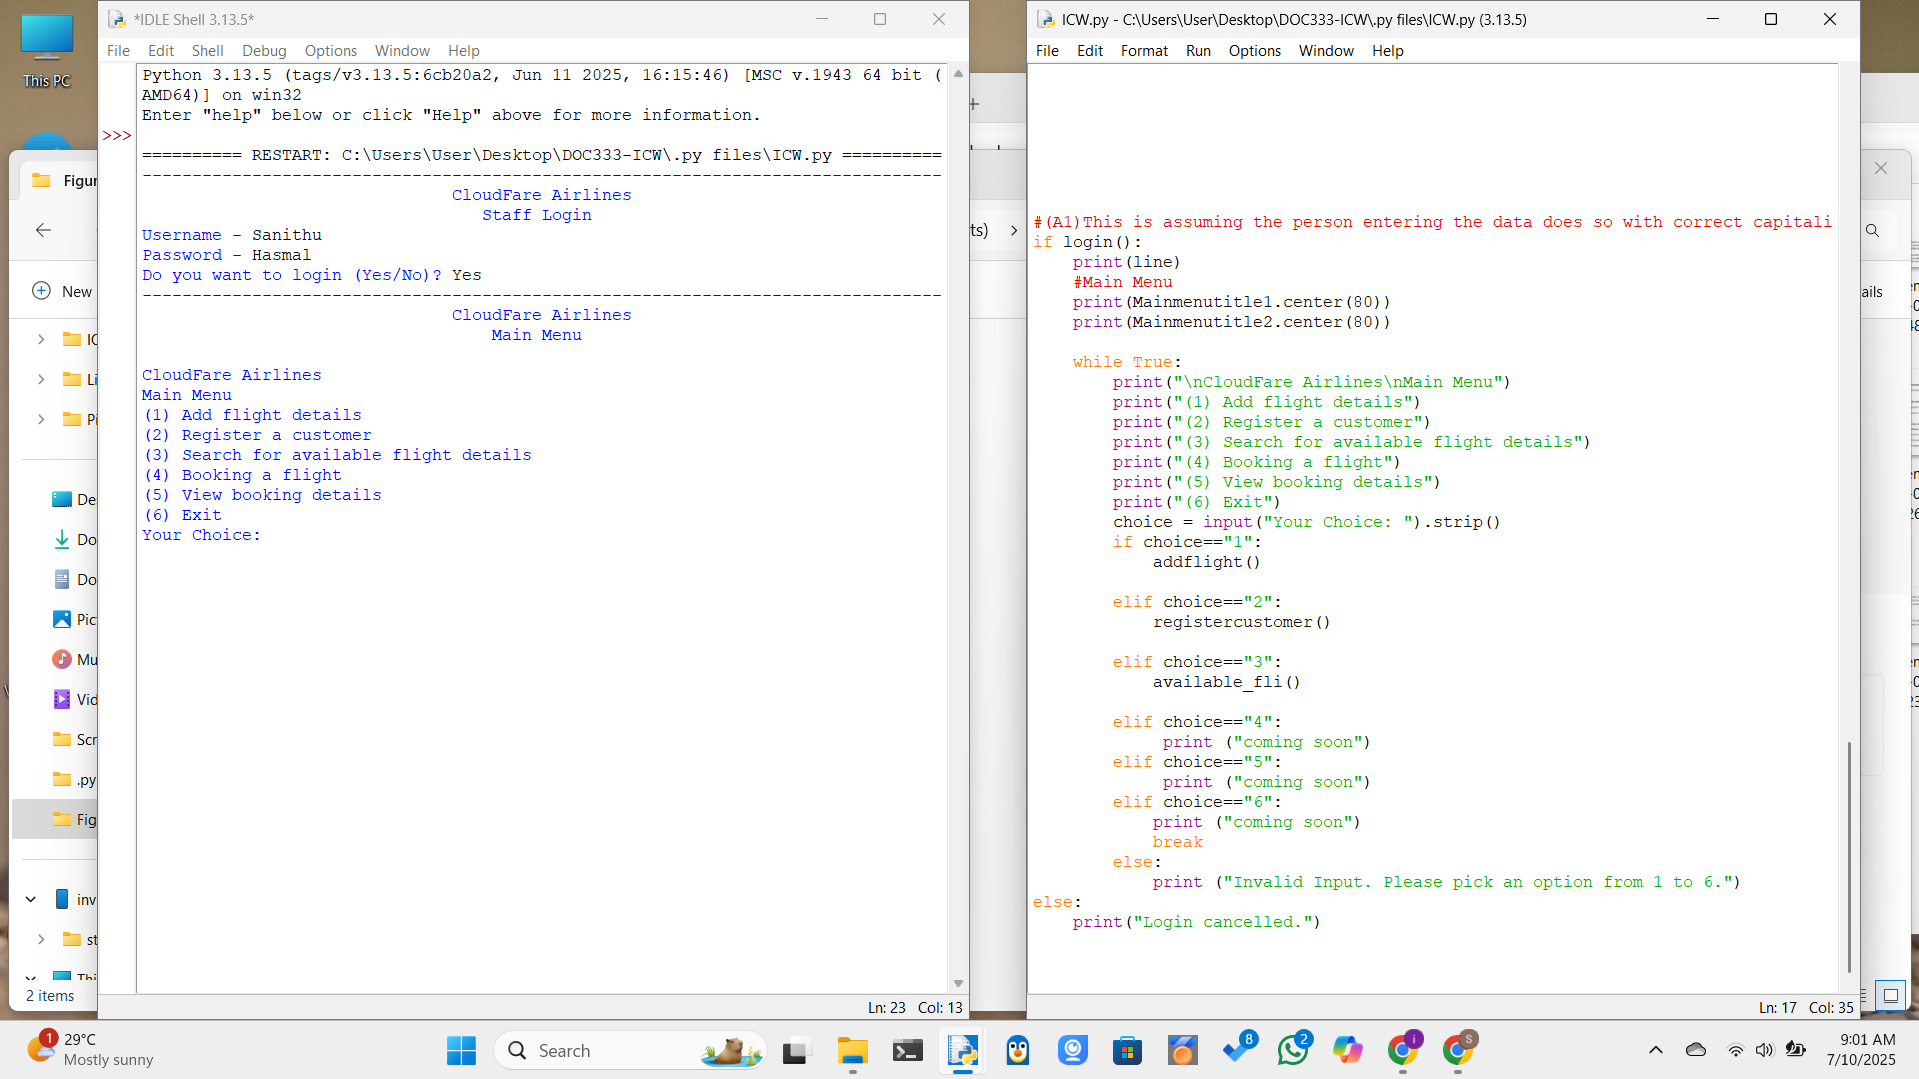 This PC
*IDLE Shell 3.13.5*
File Edit Shell Debug Options Window Help
Python 3.13.5 (tags/v3.13.5:6cb20a2, Jun 11 2025, 16:15:46) [MSC v.1943 64 bit (
AMD64)] on win32
Enter "help" below or click "Help" above for more information.
>>>
========== RESTART: C:\Users\User\Desktop\DOC333-ICW\.py files\ICW.py ==========
--------------------------------------------------------------------------------
CloudFare Airlines
Staff Login
Username - Sanithu
Password - Hasmal
Do you want to login (Yes/No)? Yes
--------------------------------------------------------------------------------
CloudFare Airlines
Main Menu
CloudFare Airlines
Main Menu
(1) Add flight details
(2) Register a customer
(3) Search for available flight details
(4) Booking a flight
(5) View booking details
(6) Exit
Your Choice:
Ln: 23 Col: 13
ICW.py - C:\Users\User\Desktop\DOC333-ICW\.py files\ICW.py (3.13.5)
File Edit Format Run Options Window Help
#(A1)This is assuming the person entering the data does so with correct capitali
if login():
print(line)
#Main Menu
print(Mainmenutitle1.center(80))
print(Mainmenutitle2.center(80))
while True:
print("\nCloudFare Airlines\nMain Menu")
print("(1) Add flight details")
print("(2) Register a customer")
print("(3) Search for available flight details")
print("(4) Booking a flight")
print("(5) View booking details")
print("(6) Exit")
choice = input("Your Choice: ").strip()
if choice=="1":
addflight()
elif choice=="2":
registercustomer()
elif choice=="3":
available_fli()
elif choice=="4":
print ("coming soon")
elif choice=="5":
print ("coming soon")
elif choice=="6":
print ("coming soon")
break
else:
print ("Invalid Input. Please pick an option from 1 to 6.")
else:
print("Login cancelled.")
Ln: 17 Col: 35
Figur
New
IC
Li
Pi
De
Do
Do
Pic
Mu
Vid
Scr
.py
Fig
inv
st
Thi
2 items
ts)
ails
1
29°C
Mostly sunny
Search
8
2
i
S
9:01 AM
7/10/2025